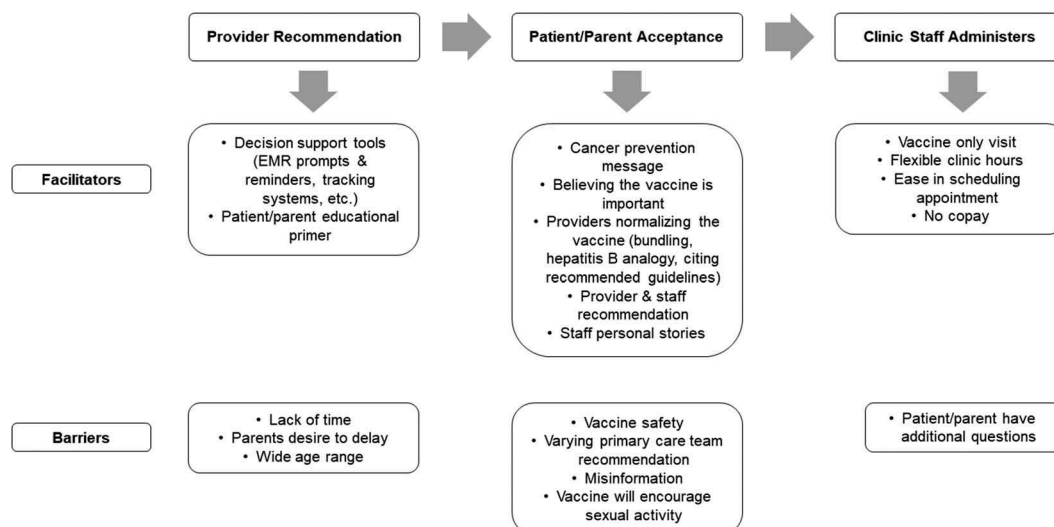 Provider Recommendation
Patient/Parent Acceptance
Clinic Staff Administers
Facilitators
• Decision support tools
(EMR prompts &
reminders, tracking
systems, etc.)
• Patient/parent educational
primer
• Cancer prevention
message
• Believing the vaccine is
important
• Providers normalizing the
vaccine (bundling,
hepatitis B analogy, citing
recommended guidelines)
• Provider & staff
recommendation
• Staff personal stories
• Vaccine only visit
• Flexible clinic hours
• Ease in scheduling
appointment
• No copay
Barriers
• Lack of time
• Parents desire to delay
• Wide age range
• Vaccine safety
• Varying primary care team
recommendation
• Misinformation
• Vaccine will encourage
sexual activity
• Patient/parent have
additional questions